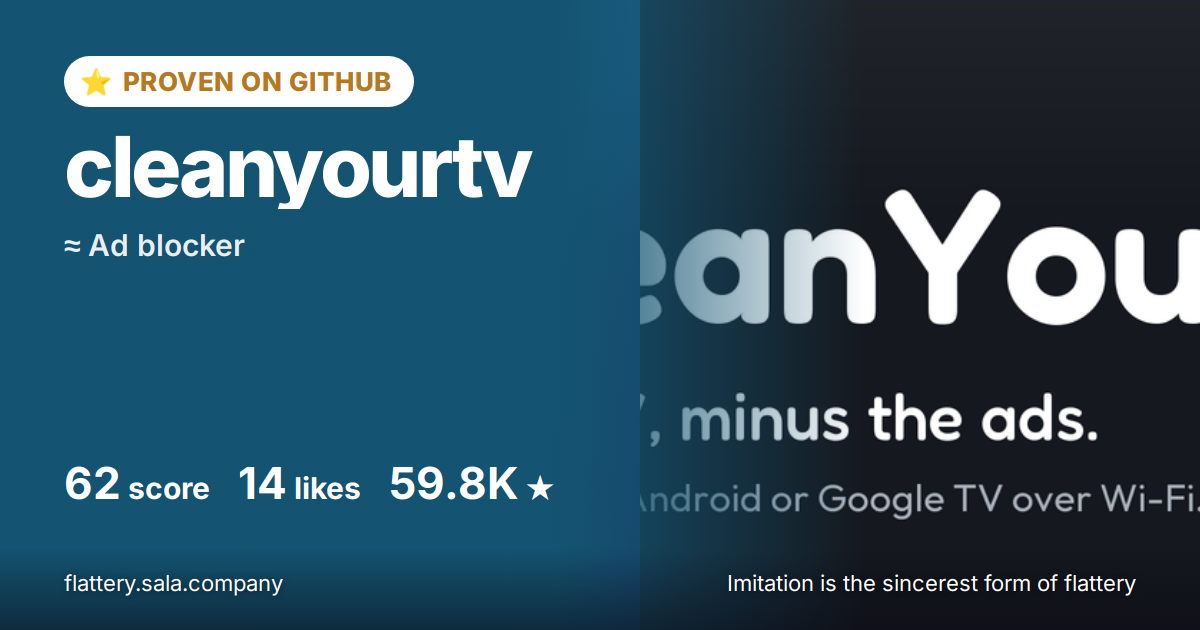 ⭐ PROVEN ON GITHUB
cleanyourtv
≈ Ad blocker
62 score 14 likes 59.8K ★
flattery.sala.company
eanYou
, minus the ads.
Android or Google TV over Wi-Fi.
Imitation is the sincerest form of flattery